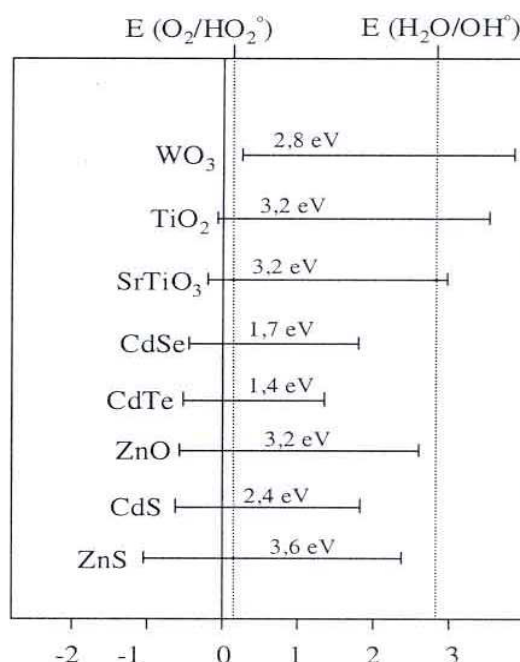 E (O₂/HO₂°) E (H₂O/OH°)
WO₃ 2,8 eV
TiO₂ 3,2 eV
SrTiO₃ 3,2 eV
CdSe 1,7 eV
CdTe 1,4 eV
ZnO 3,2 eV
CdS 2,4 eV
ZnS 3,6 eV
-2 -1 0 1 2 3